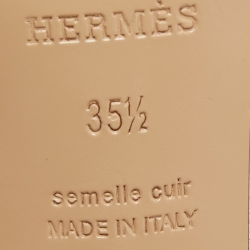 HERMÈS
35½
semelle cuir
MADE IN ITALY